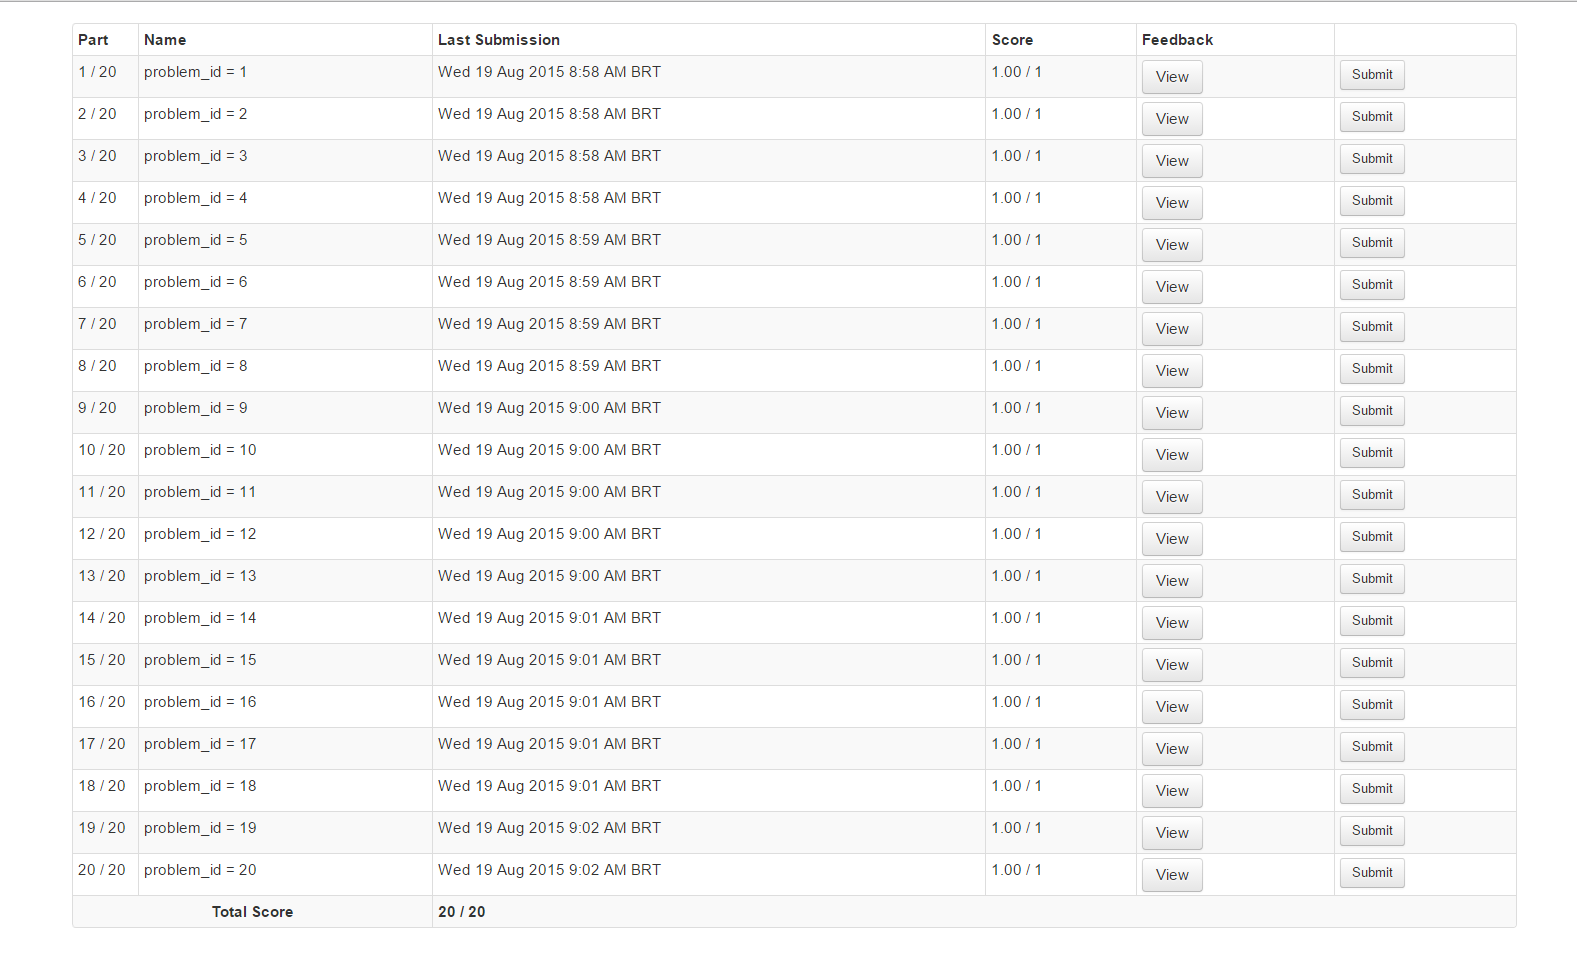 Part Name Last Submission Score Feedback
1 / 20 problem_id = 1 Wed 19 Aug 2015 8:58 AM BRT 1.00 / 1 View Submit
2 / 20 problem_id = 2 Wed 19 Aug 2015 8:58 AM BRT 1.00 / 1 View Submit
3 / 20 problem_id = 3 Wed 19 Aug 2015 8:58 AM BRT 1.00 / 1 View Submit
4 / 20 problem_id = 4 Wed 19 Aug 2015 8:58 AM BRT 1.00 / 1 View Submit
5 / 20 problem_id = 5 Wed 19 Aug 2015 8:59 AM BRT 1.00 / 1 View Submit
6 / 20 problem_id = 6 Wed 19 Aug 2015 8:59 AM BRT 1.00 / 1 View Submit
7 / 20 problem_id = 7 Wed 19 Aug 2015 8:59 AM BRT 1.00 / 1 View Submit
8 / 20 problem_id = 8 Wed 19 Aug 2015 8:59 AM BRT 1.00 / 1 View Submit
9 / 20 problem_id = 9 Wed 19 Aug 2015 9:00 AM BRT 1.00 / 1 View Submit
10 / 20 problem_id = 10 Wed 19 Aug 2015 9:00 AM BRT 1.00 / 1 View Submit
11 / 20 problem_id = 11 Wed 19 Aug 2015 9:00 AM BRT 1.00 / 1 View Submit
12 / 20 problem_id = 12 Wed 19 Aug 2015 9:00 AM BRT 1.00 / 1 View Submit
13 / 20 problem_id = 13 Wed 19 Aug 2015 9:00 AM BRT 1.00 / 1 View Submit
14 / 20 problem_id = 14 Wed 19 Aug 2015 9:01 AM BRT 1.00 / 1 View Submit
15 / 20 problem_id = 15 Wed 19 Aug 2015 9:01 AM BRT 1.00 / 1 View Submit
16 / 20 problem_id = 16 Wed 19 Aug 2015 9:01 AM BRT 1.00 / 1 View Submit
17 / 20 problem_id = 17 Wed 19 Aug 2015 9:01 AM BRT 1.00 / 1 View Submit
18 / 20 problem_id = 18 Wed 19 Aug 2015 9:01 AM BRT 1.00 / 1 View Submit
19 / 20 problem_id = 19 Wed 19 Aug 2015 9:02 AM BRT 1.00 / 1 View Submit
20 / 20 problem_id = 20 Wed 19 Aug 2015 9:02 AM BRT 1.00 / 1 View Submit
Total Score 20 / 20